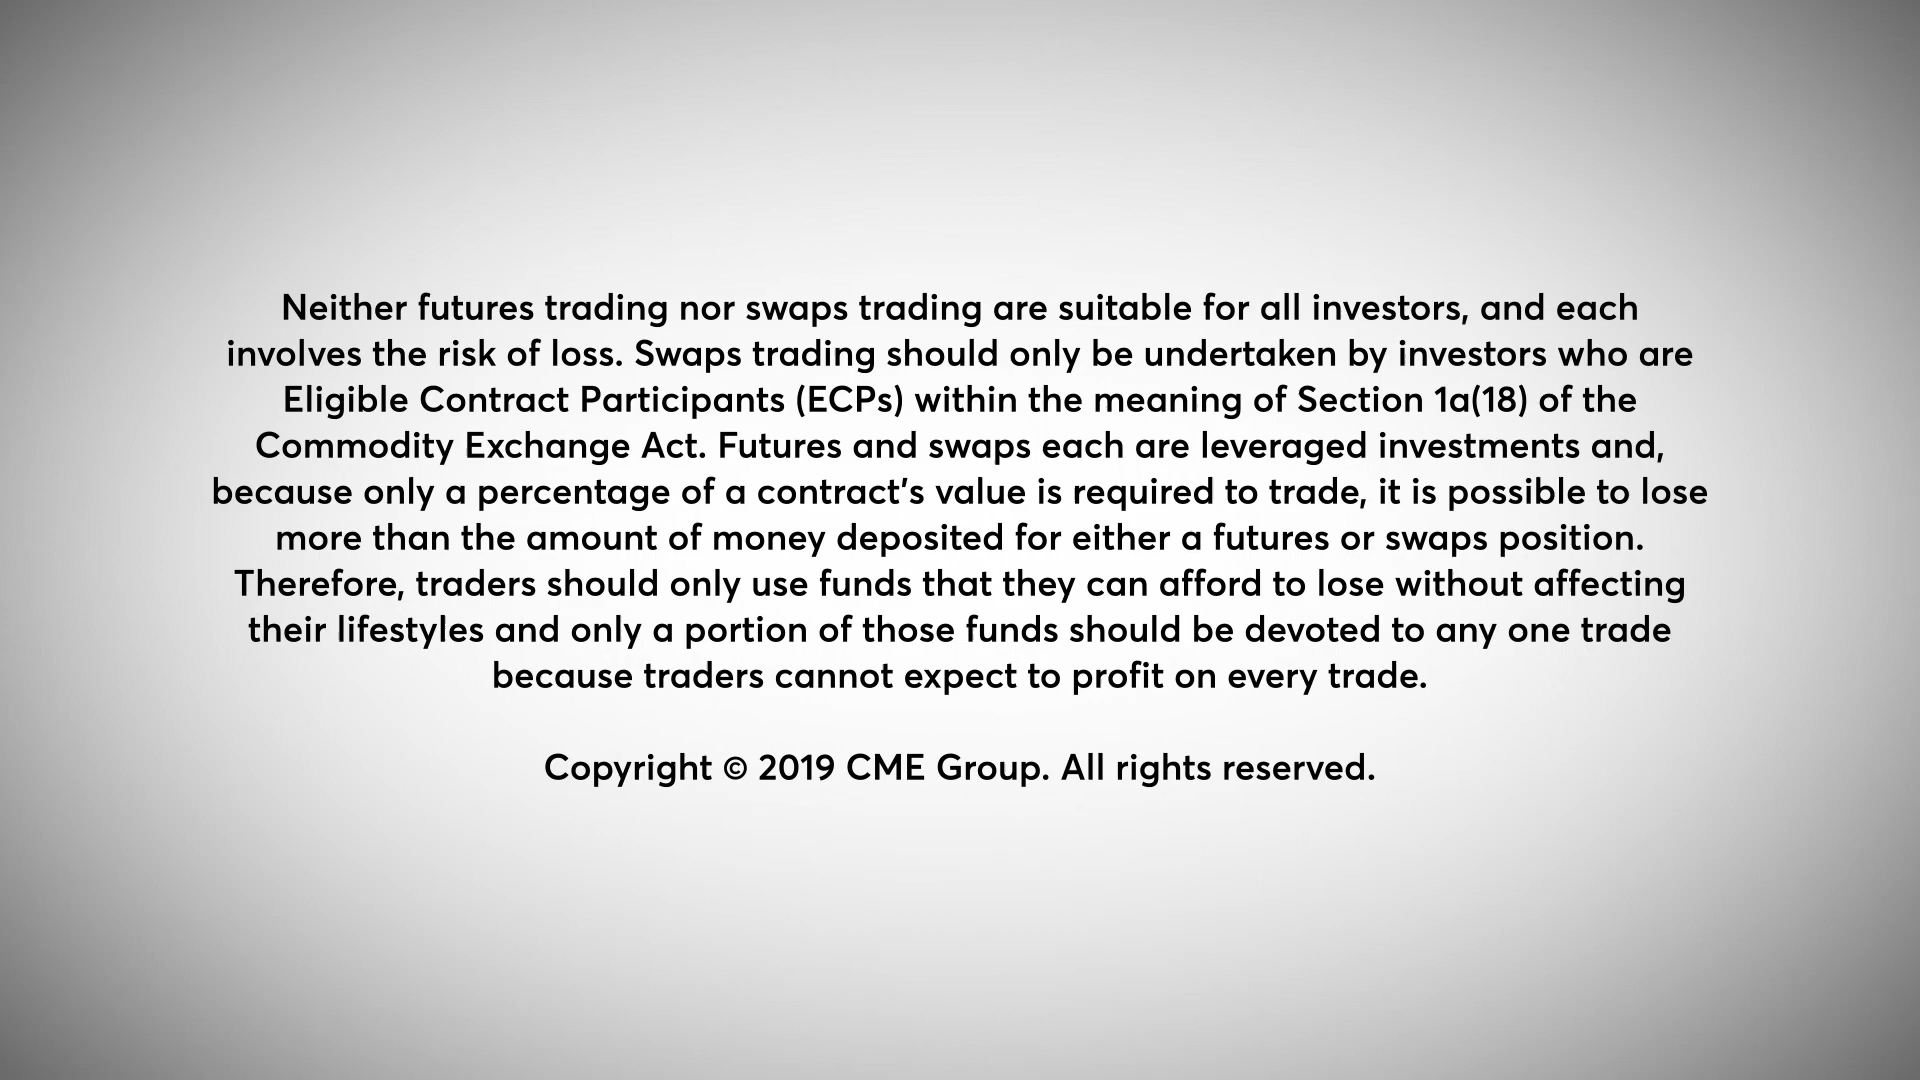 Neither futures trading nor swaps trading are suitable for all investors, and each
involves the risk of loss. Swaps trading should only be undertaken by investors who are
Eligible Contract Participants (ECPs) within the meaning of Section 1a(18) of the
Commodity Exchange Act. Futures and swaps each are leveraged investments and,
because only a percentage of a contract's value is required to trade, it is possible to lose
more than the amount of money deposited for either a futures or swaps position.
Therefore, traders should only use funds that they can afford to lose without affecting
their lifestyles and only a portion of those funds should be devoted to any one trade
because traders cannot expect to profit on every trade.
Copyright © 2019 CME Group. All rights reserved.